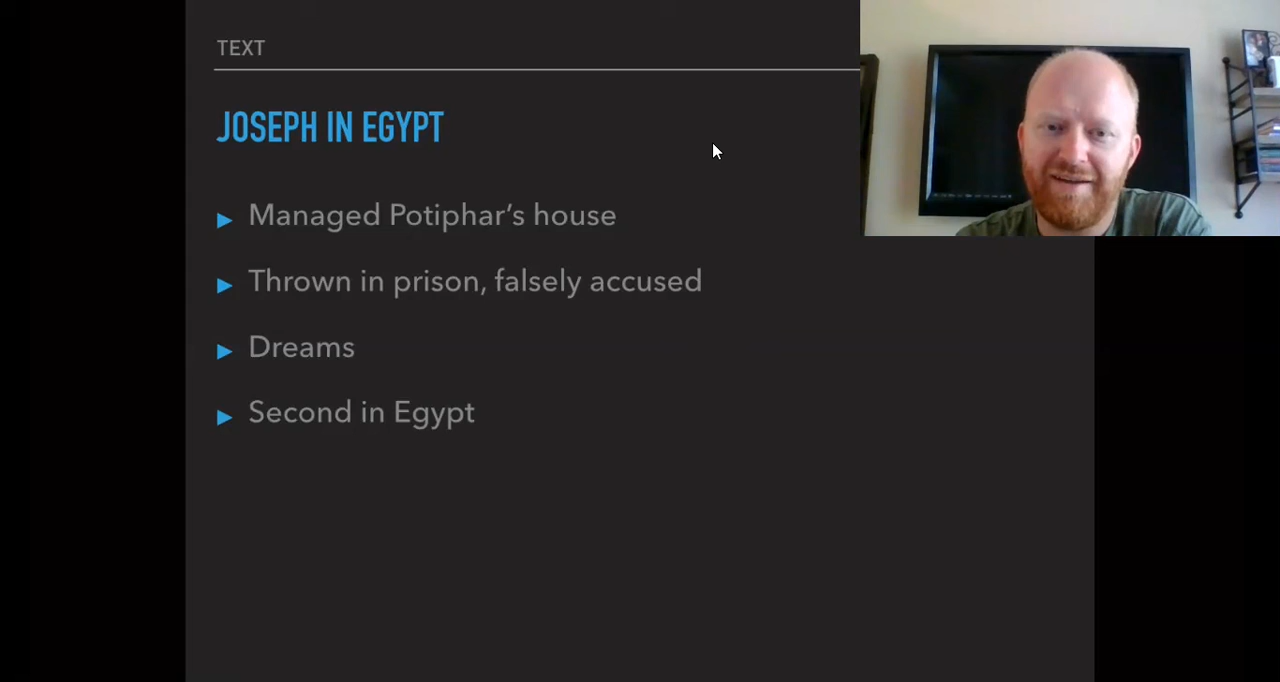 TEXT
JOSEPH IN EGYPT
▶ Managed Potiphar’s house
▶ Thrown in prison, falsely accused
▶ Dreams
▶ Second in Egypt